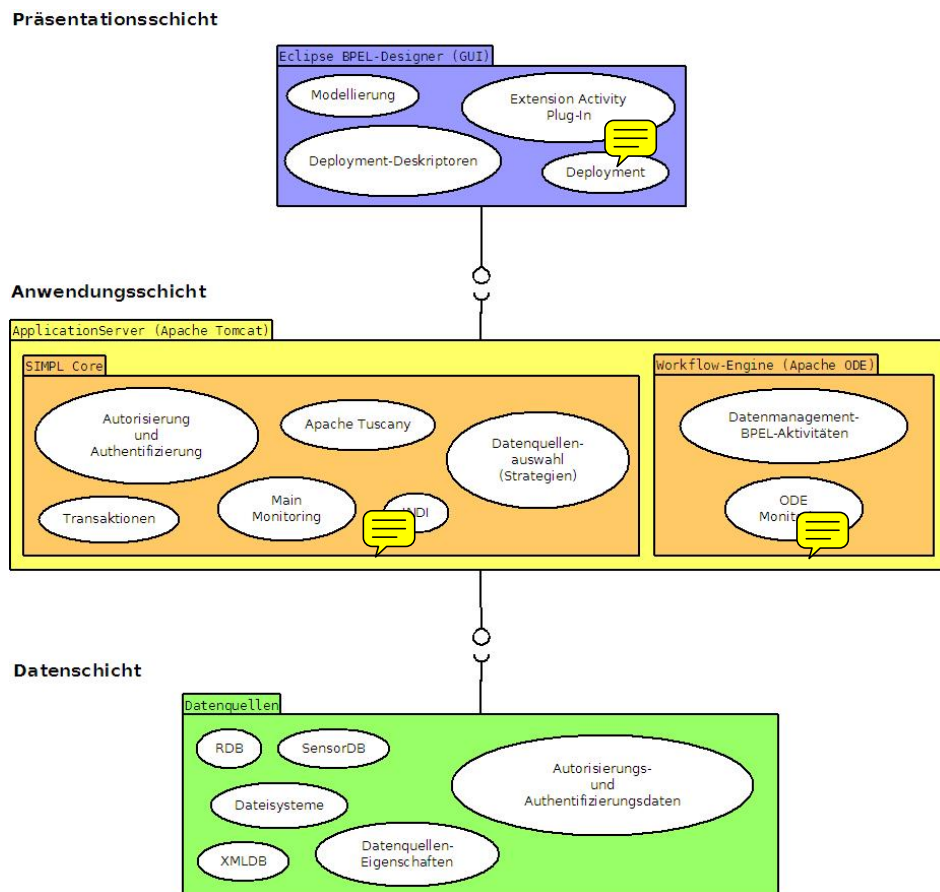 Präsentationsschicht
Eclipse BPEL-Designer (GUI)
Modellierung
Extension Activity
Plug-In
Deployment-Deskriptoren
Deployment
Anwendungsschicht
ApplicationServer (Apache Tomcat)
SIMPL Core
Workflow-Engine (Apache ODE)
Autorisierung
und
Authentifizierung
Apache Tuscany
Datenquellen-
auswahl
(Strategien)
Datenmanagement-
BPEL-Aktivitäten
Transaktionen
Main
Monitoring
ODE
Datenschicht
Datenquellen
RDB
SensorDB
Dateisysteme
XMLDB
Datenquellen-
Eigenschaften
Autorisierungs-
und
Authentifizierungsdaten